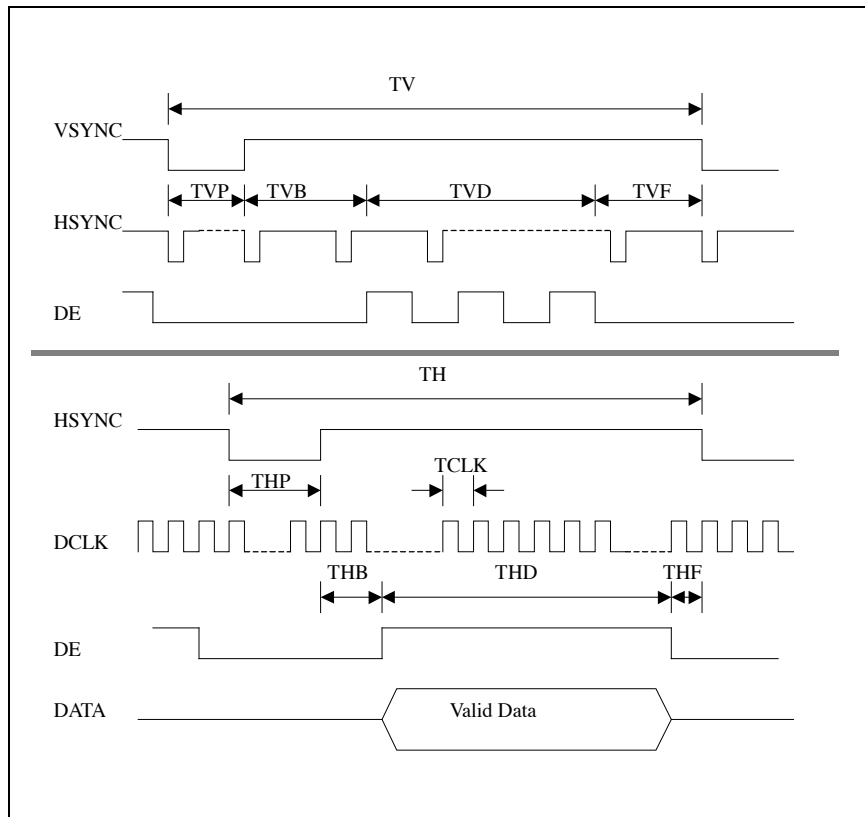 TV
VSYNC
TVP TVB TVD TVF
HSYNC
DE
TH
HSYNC
THP TCLK
DCLK
THB THD THF
DE
DATA Valid Data